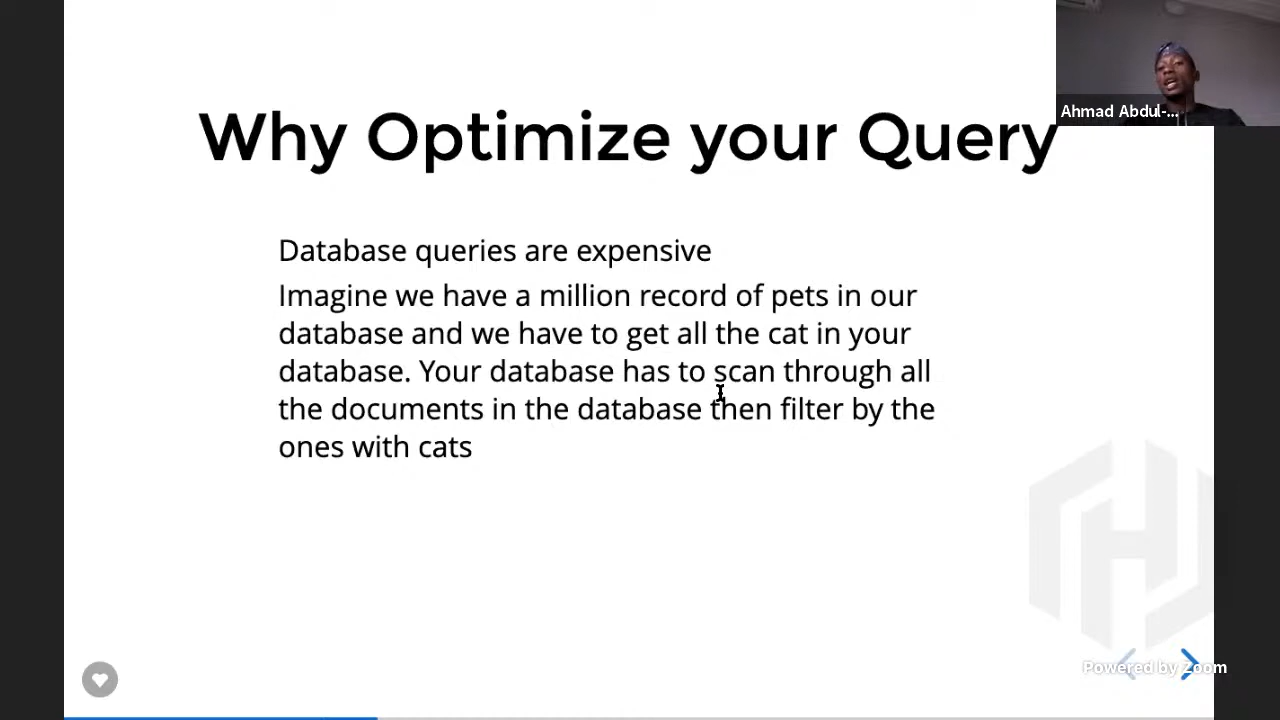 Why Optimize your Query
Ahmad Abdul-...
Database queries are expensive
Imagine we have a million record of pets in our
database and we have to get all the cat in your
database. Your database has to scan through all
the documents in the database then filter by the
ones with cats
Powered by Zoom